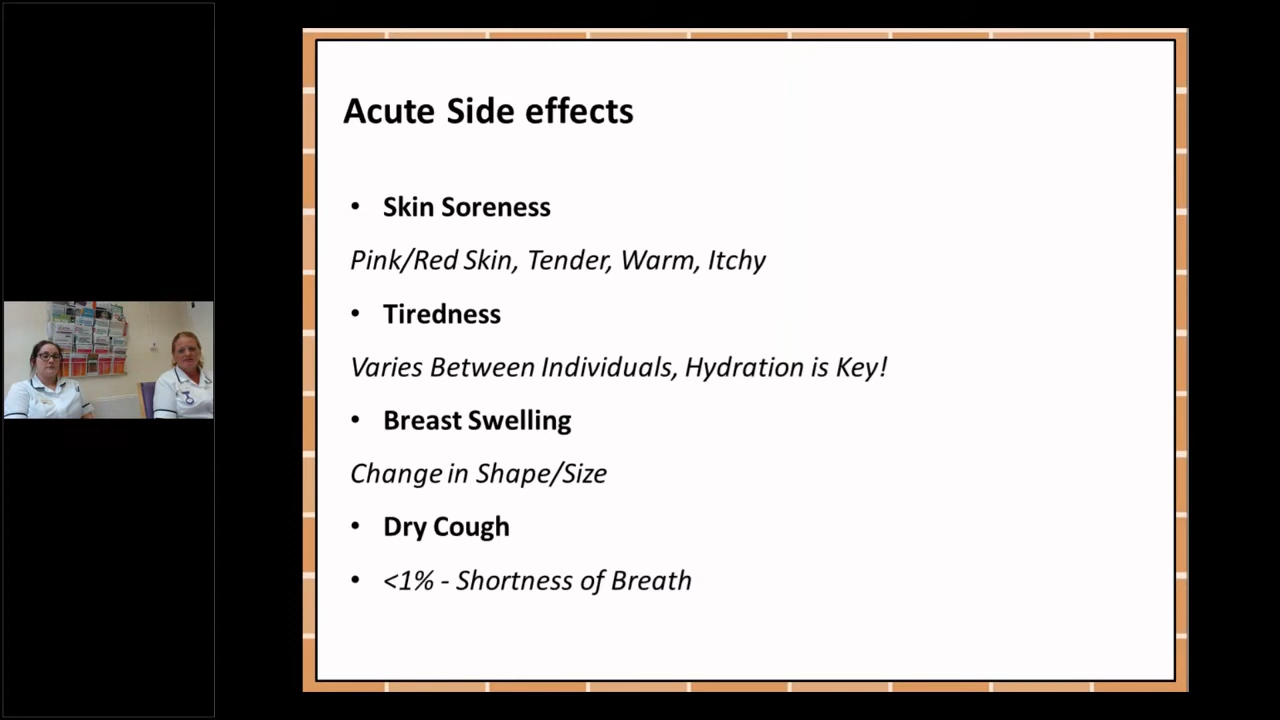 Acute Side effects
• Skin Soreness
Pink/Red Skin, Tender, Warm, Itchy
• Tiredness
Varies Between Individuals, Hydration is Key!
• Breast Swelling
Change in Shape/Size
• Dry Cough
• <1% - Shortness of Breath